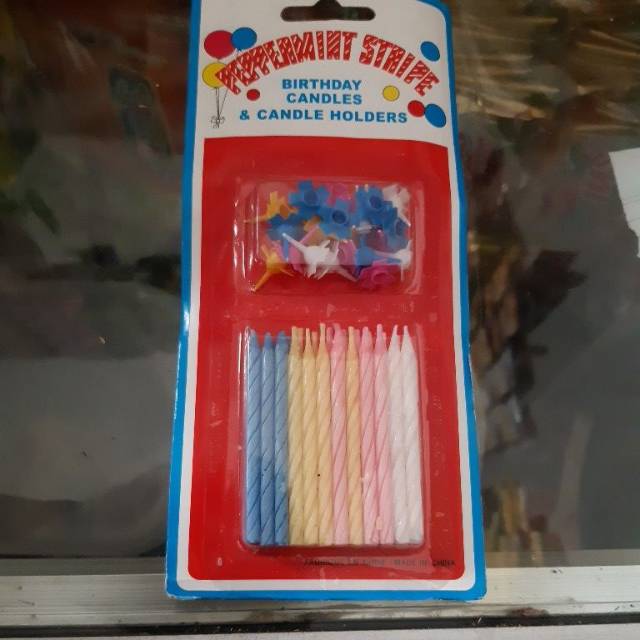 PEPPERMINT STRIPE
BIRTHDAY
CANDLES
& CANDLE HOLDERS
MADE IN CHINA